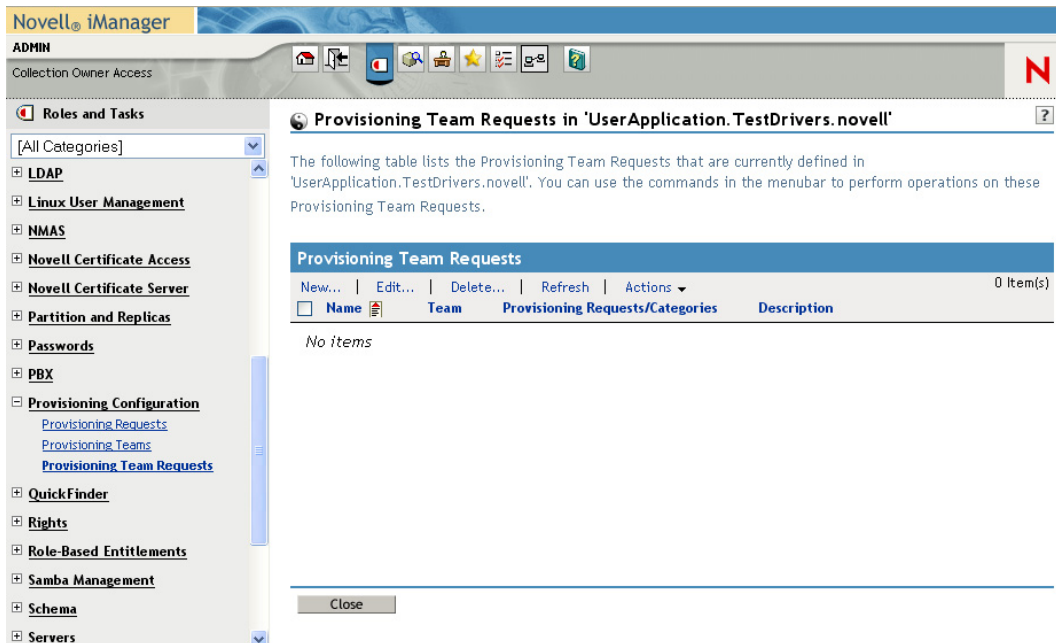 Novell® iManager
ADMIN
Collection Owner Access
N
Roles and Tasks
[All Categories]
LDAP
Linux User Management
NMAS
Novell Certificate Access
Novell Certificate Server
Partition and Replicas
Passwords
PBX
Provisioning Configuration
Provisioning Requests
Provisioning Teams
Provisioning Team Requests
QuickFinder
Rights
Role-Based Entitlements
Samba Management
Schema
Servers
Provisioning Team Requests in 'UserApplication.TestDrivers.novell'
?
The following table lists the Provisioning Team Requests that are currently defined in
'UserApplication.TestDrivers.novell'. You can use the commands in the menubar to perform operations on these
Provisioning Team Requests.
Provisioning Team Requests
New... | Edit... | Delete... | Refresh | Actions 0 Item(s)
Name Team Provisioning Requests/Categories Description
No items
Close